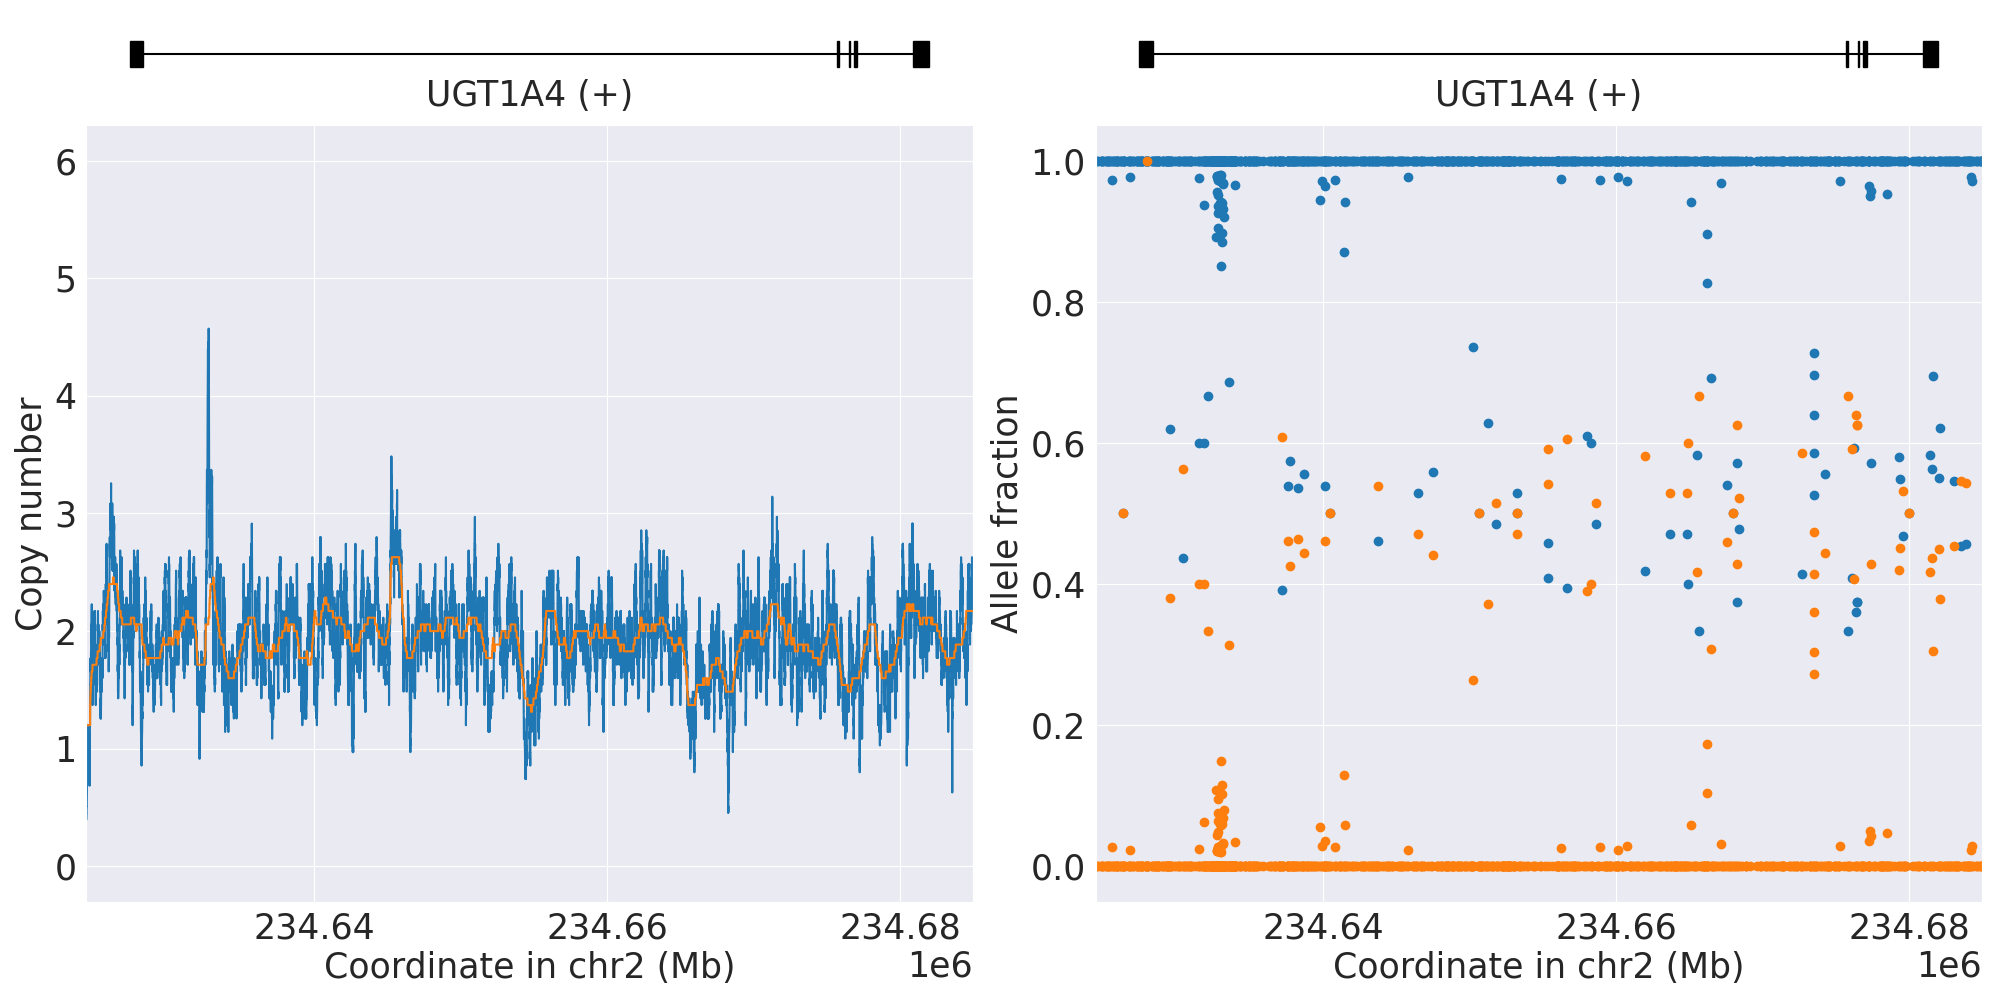 UGT1A4 (+)
6
5
4
3
2
1
0
Copy number
234.64 234.66 234.68
Coordinate in chr2 (Mb) 1e6
UGT1A4 (+)
1.0
0.8
0.6
0.4
0.2
0.0
Allele fraction
234.64 234.66 234.68
Coordinate in chr2 (Mb) 1e6